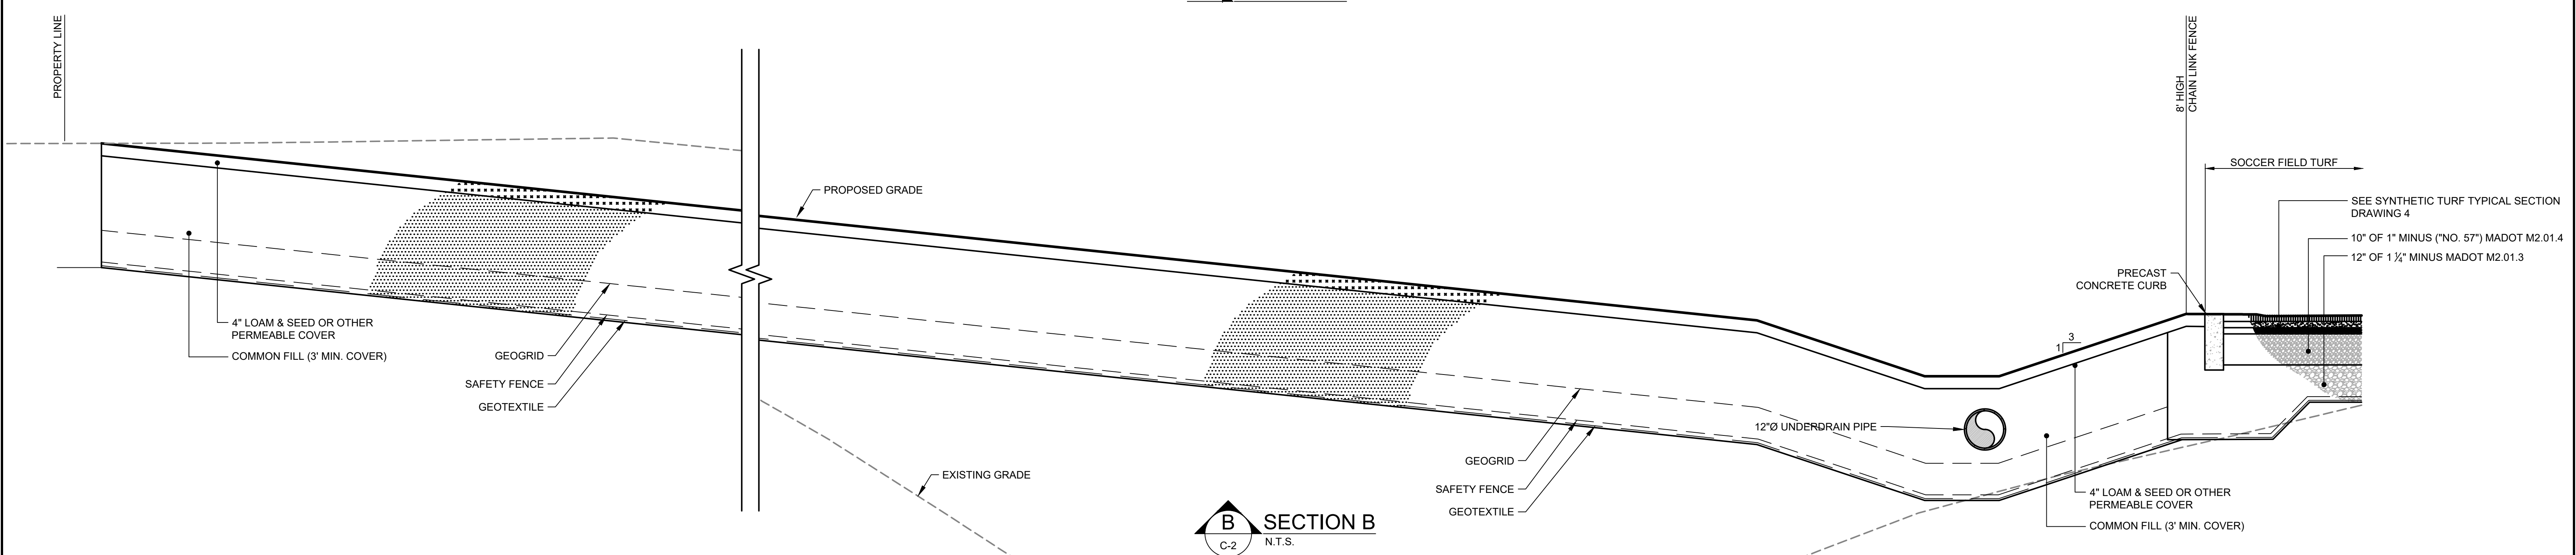 PROPERTY LINE
8' HIGH
CHAIN LINK FENCE
SOCCER FIELD TURF
PROPOSED GRADE
SEE SYNTHETIC TURF TYPICAL SECTION
DRAWING 4
10" OF 1" MINUS ("NO. 57") MADOT M2.01.4
12" OF 1 ¼" MINUS MADOT M2.01.3
PRECAST
CONCRETE CURB
4" LOAM & SEED OR OTHER
PERMEABLE COVER
COMMON FILL (3' MIN. COVER)
GEOGRID
SAFETY FENCE
GEOTEXTILE
3
1
12"Ø UNDERDRAIN PIPE
EXISTING GRADE
GEOGRID
SAFETY FENCE
GEOTEXTILE
4" LOAM & SEED OR OTHER
PERMEABLE COVER
COMMON FILL (3' MIN. COVER)
B
C-2
SECTION B
N.T.S.